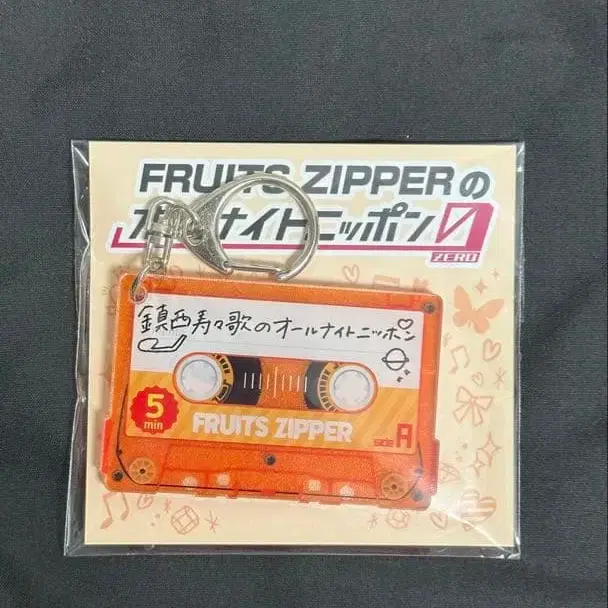 FRUITS ZIPPERの
オールナイトニッポン0
ZERO
鎮西寿々歌のオールナイトニッポン
5
min
FRUITS ZIPPER
side A